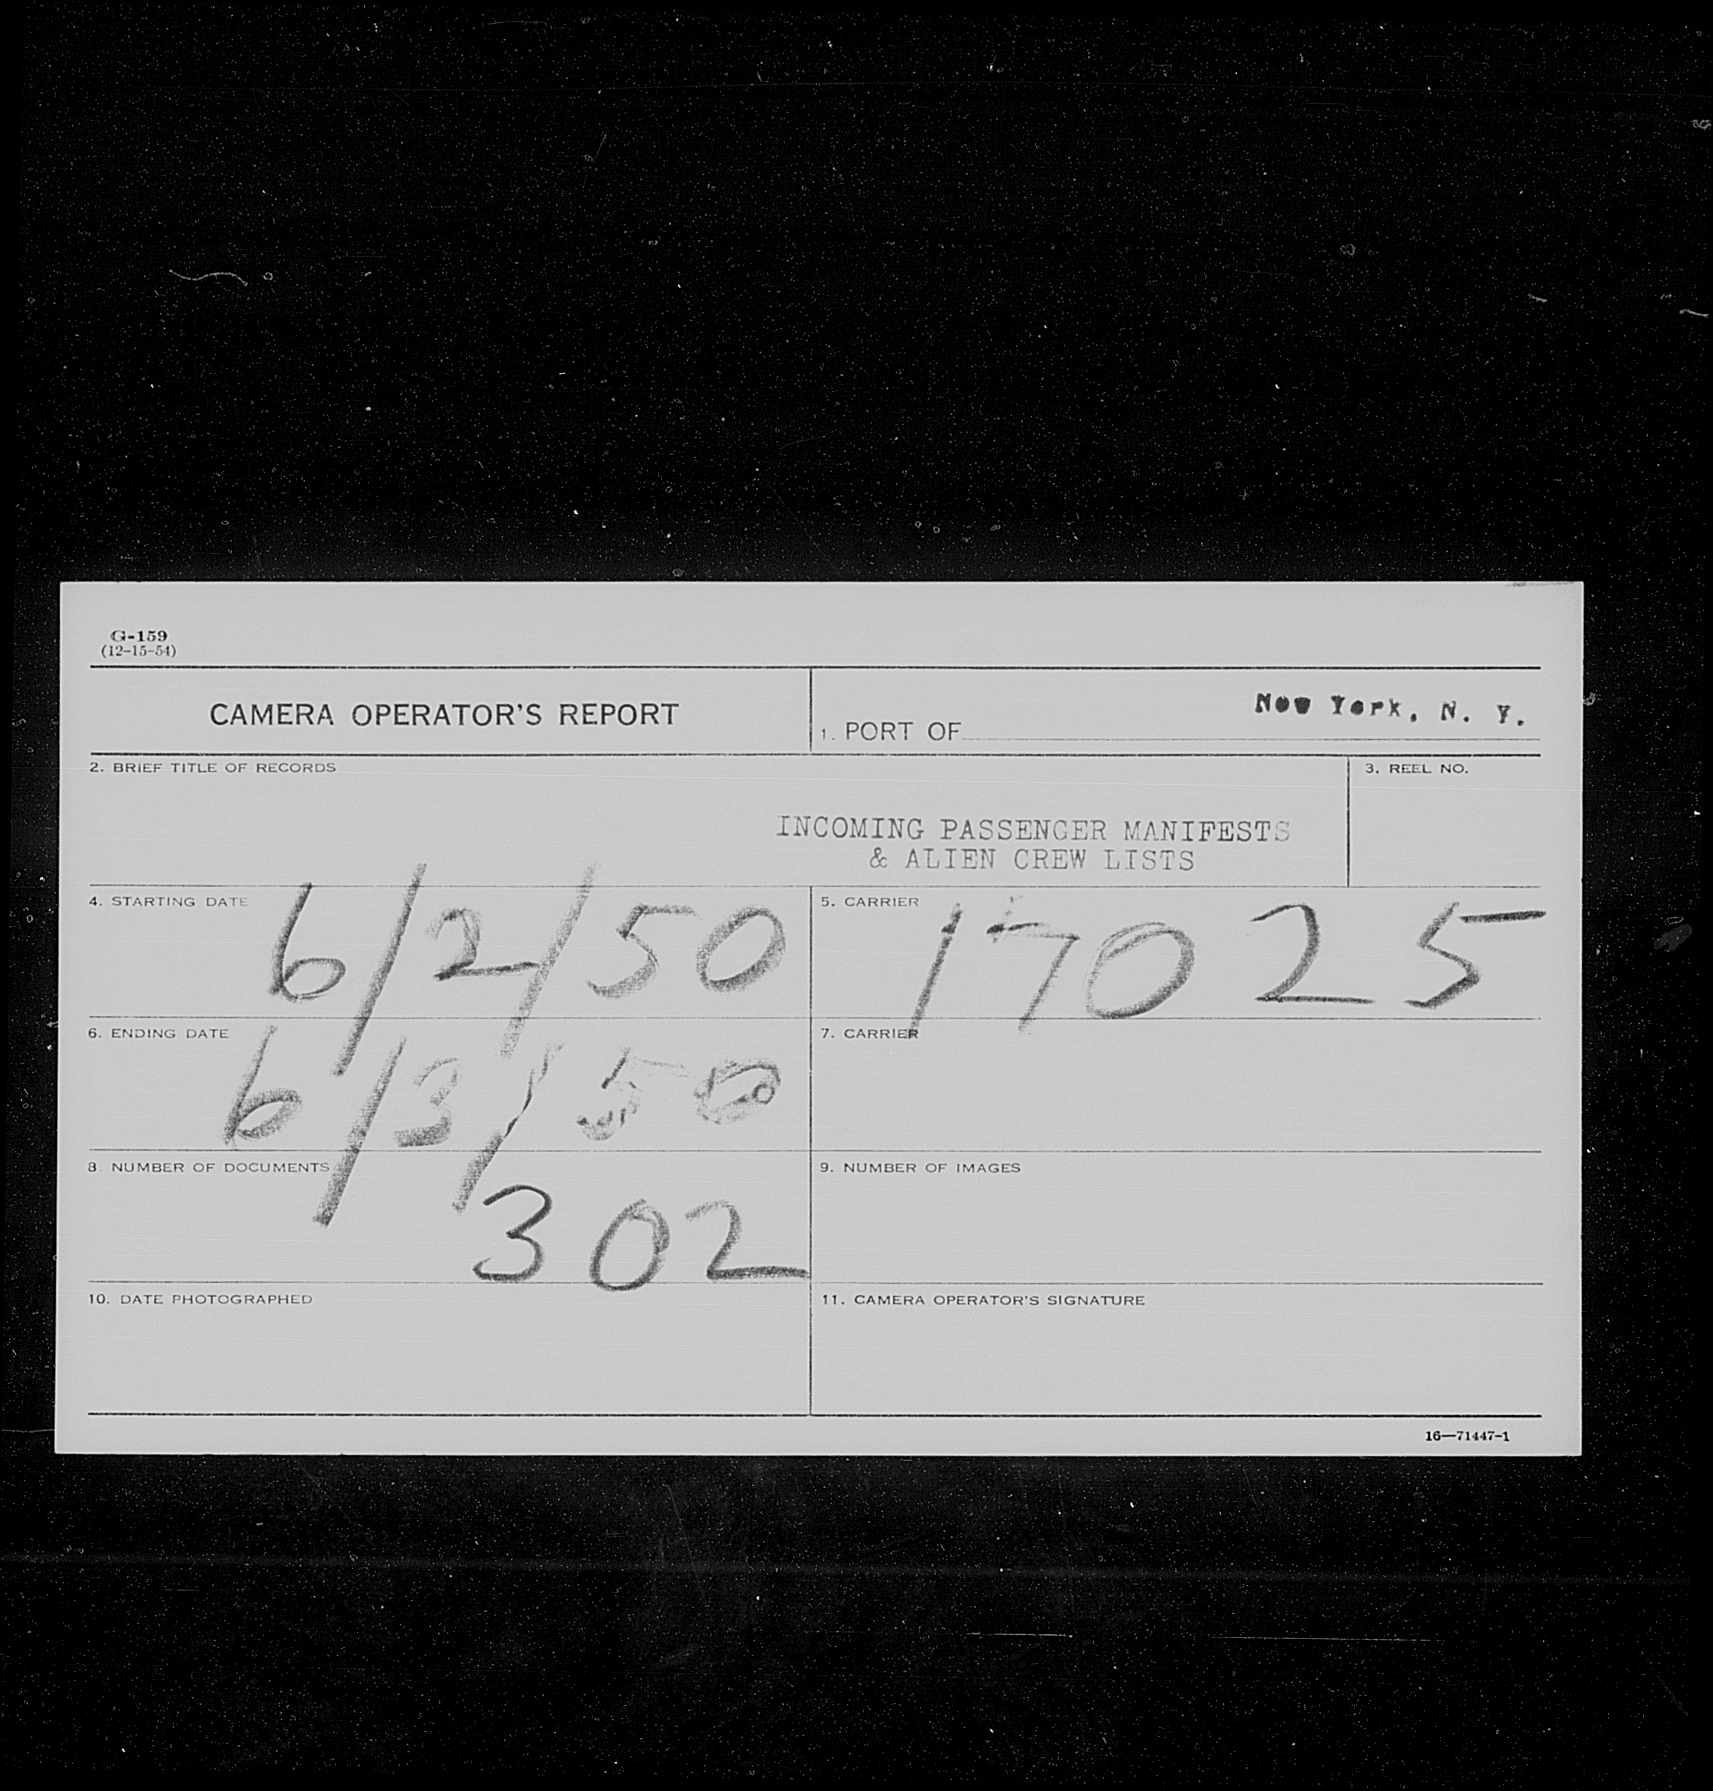 G-159
(12-15-54)
CAMERA OPERATOR'S REPORT
1. PORT OF New York, N. Y.
2. BRIEF TITLE OF RECORDS
INCOMING PASSENGER MANIFESTS
& ALIEN CREW LISTS
3. REEL NO.
4. STARTING DATE
6/2/50
5. CARRIER
17025
6. ENDING DATE
6/3/50
7. CARRIER
8. NUMBER OF DOCUMENTS
302
9. NUMBER OF IMAGES
10. DATE PHOTOGRAPHED
11. CAMERA OPERATOR'S SIGNATURE
16—71447-1